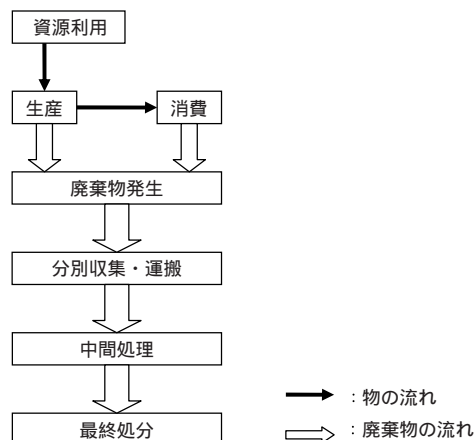 資源利用
生産
消費
廃棄物発生
分別収集・運搬
中間処理
最終処分
：物の流れ
：廃棄物の流れ